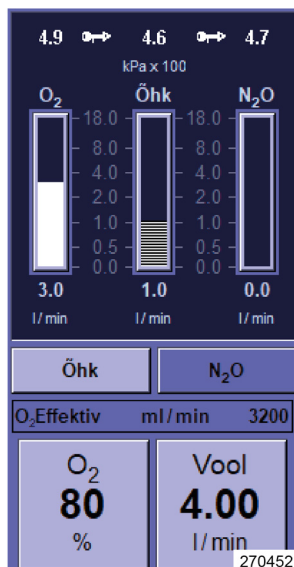 4.9 4.6 4.7
kPa x 100
O₂ Õhk N₂O
18.0 18.0
8.0 8.0
4.0 4.0
2.0 2.0
1.0 1.0
0.5 0.5
0.0 0.0
3.0 1.0 0.0
l/min l/min l/min
Õhk N₂O
O₂Effektiv ml/min 3200
O₂ Vool
80 4.00
% l/min
270452